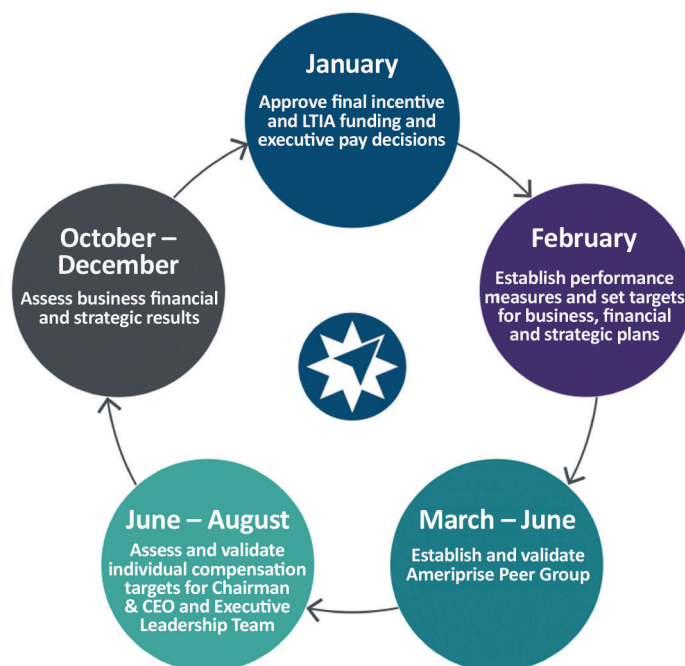 January
Approve final incentive
and LTIA funding and
executive pay decisions
February
Establish performance
measures and set targets
for business, financial
and strategic plans
March – June
Establish and validate
Ameriprise Peer Group
June – August
Assess and validate
individual compensation
targets for Chairman
& CEO and Executive
Leadership Team
October –
December
Assess business financial
and strategic results